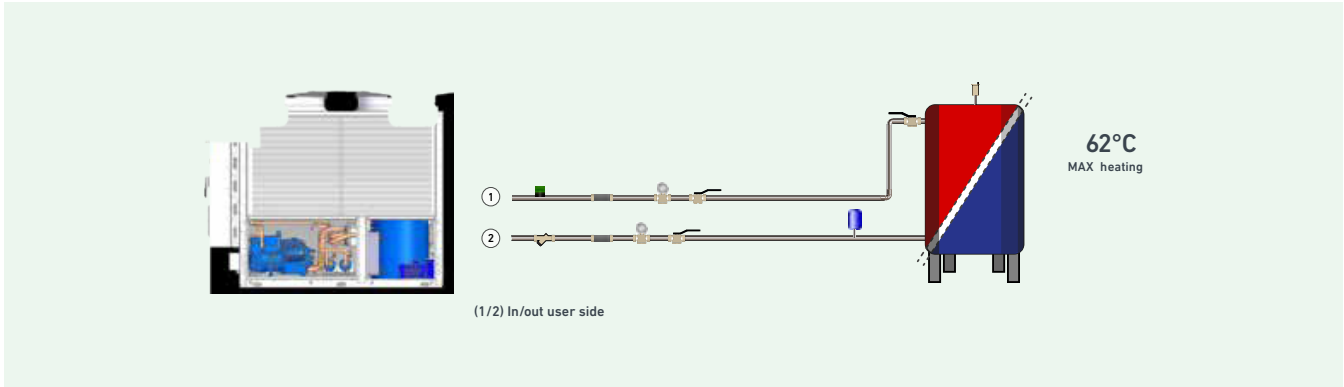 62°C
MAX heating
1
2
(1/2) In/out user side